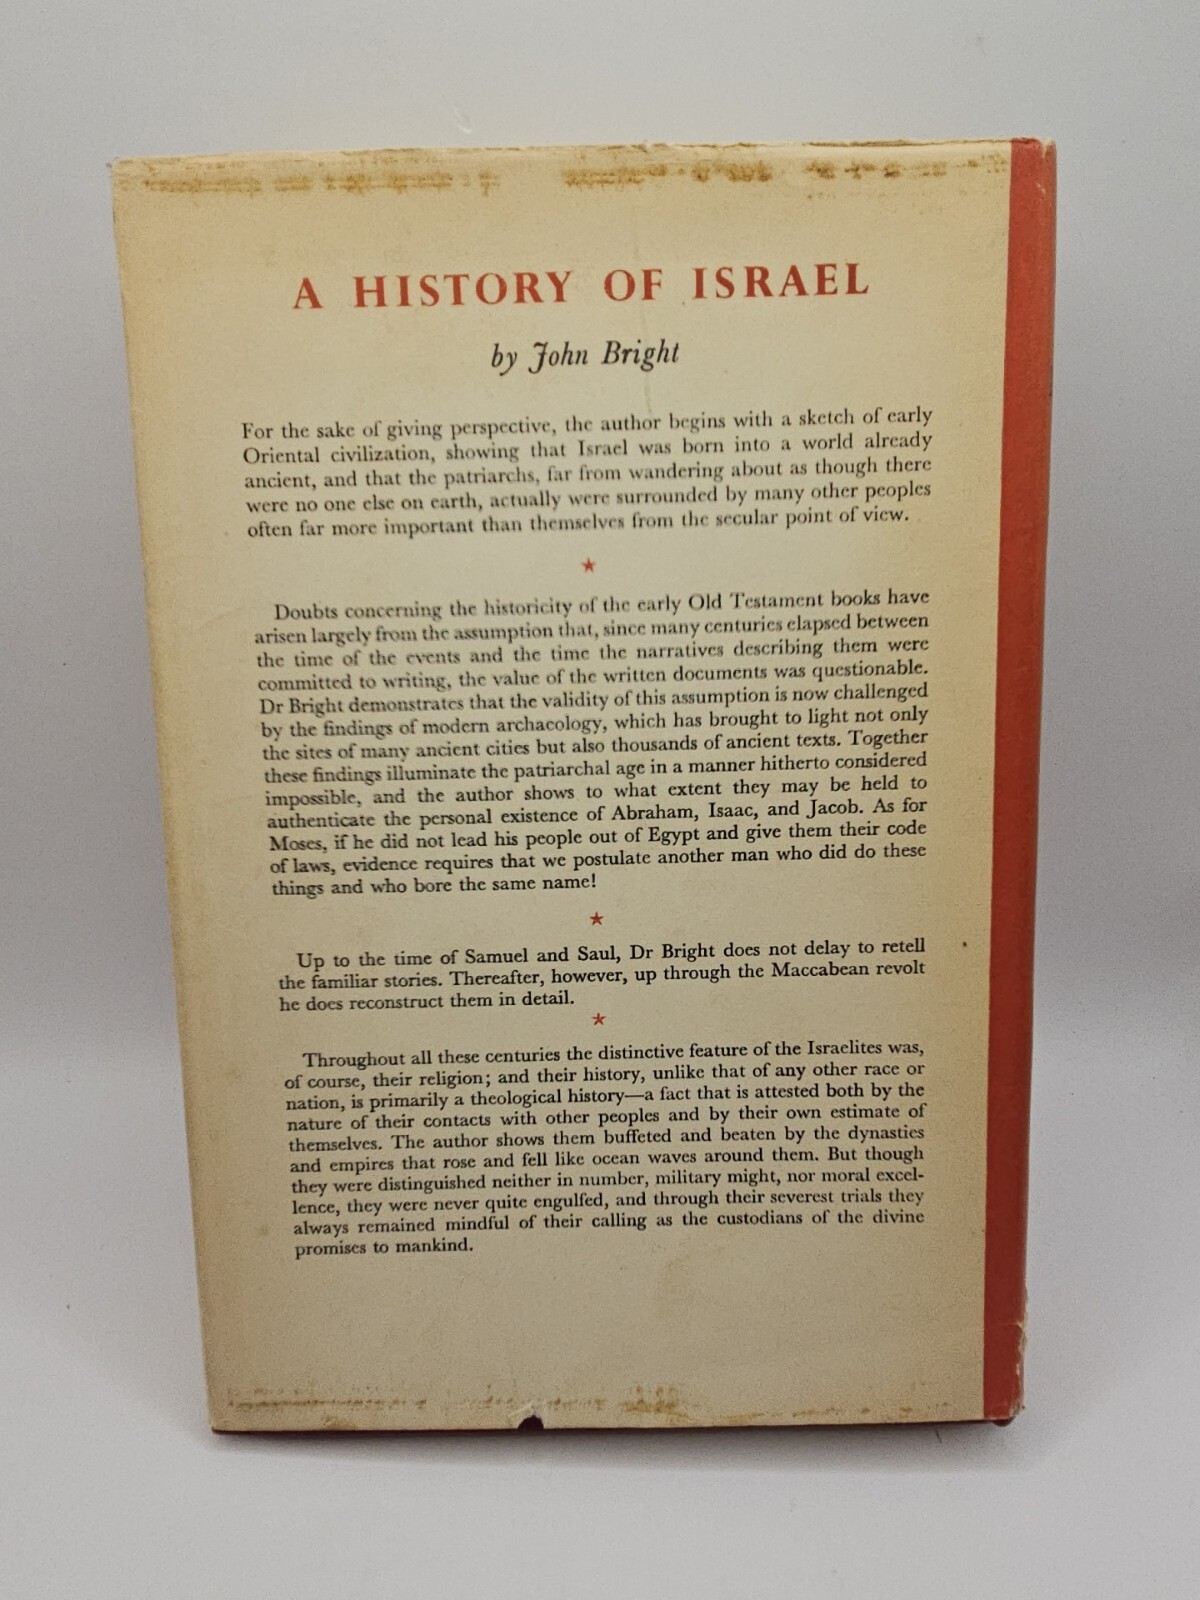 A HISTORY OF ISRAEL
by John Bright
For the sake of giving perspective, the author begins with a sketch of early
Oriental civilization, showing that Israel was born into a world already
ancient, and that the patriarchs, far from wandering about as though there
were no one else on earth, actually were surrounded by many other peoples
often far more important than themselves from the secular point of view.
★
Doubts concerning the historicity of the early Old Testament books have
arisen largely from the assumption that, since many centuries elapsed between
the time of the events and the time the narratives describing them were
committed to writing, the value of the written documents was questionable.
Dr Bright demonstrates that the validity of this assumption is now challenged
by the findings of modern archaeology, which has brought to light not only
the sites of many ancient cities but also thousands of ancient texts. Together
these findings illuminate the patriarchal age in a manner hitherto considered
impossible, and the author shows to what extent they may be held to
authenticate the personal existence of Abraham, Isaac, and Jacob. As for
Moses, if he did not lead his people out of Egypt and give them their code
of laws, evidence requires that we postulate another man who did do these
things and who bore the same name!
★
Up to the time of Samuel and Saul, Dr Bright does not delay to retell
the familiar stories. Thereafter, however, up through the Maccabean revolt
he does reconstruct them in detail.
★
Throughout all these centuries the distinctive feature of the Israelites was,
of course, their religion; and their history, unlike that of any other race or
nation, is primarily a theological history—a fact that is attested both by the
nature of their contacts with other peoples and by their own estimate of
themselves. The author shows them buffeted and beaten by the dynasties
and empires that rose and fell like ocean waves around them. But though
they were distinguished neither in number, military might, nor moral excel-
lence, they were never quite engulfed, and through their severest trials they
always remained mindful of their calling as the custodians of the divine
promises to mankind.